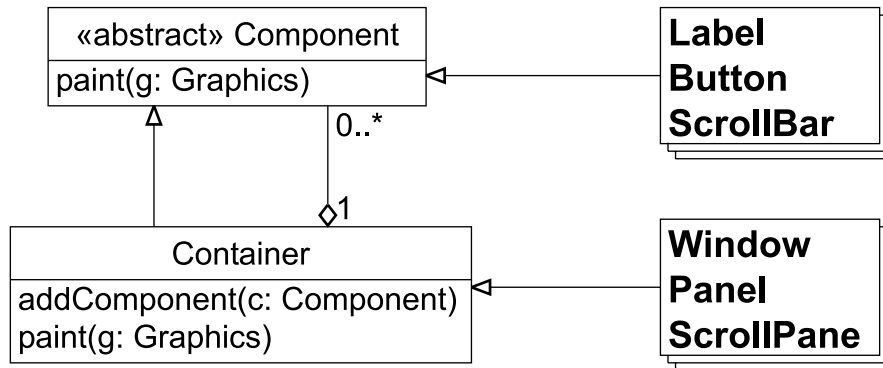 «abstract» Component
paint(g: Graphics)
0..*
1
Container
addComponent(c: Component)
paint(g: Graphics)
Label
Button
ScrollBar
Window
Panel
ScrollPane